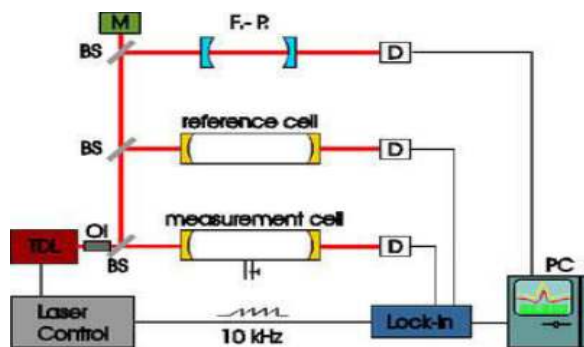 M
F.- P.
BS
D
reference cell
BS
D
measurement cell
OI
TDL
D
BS
PC
Laser
Control
10 kHz
Lock-in